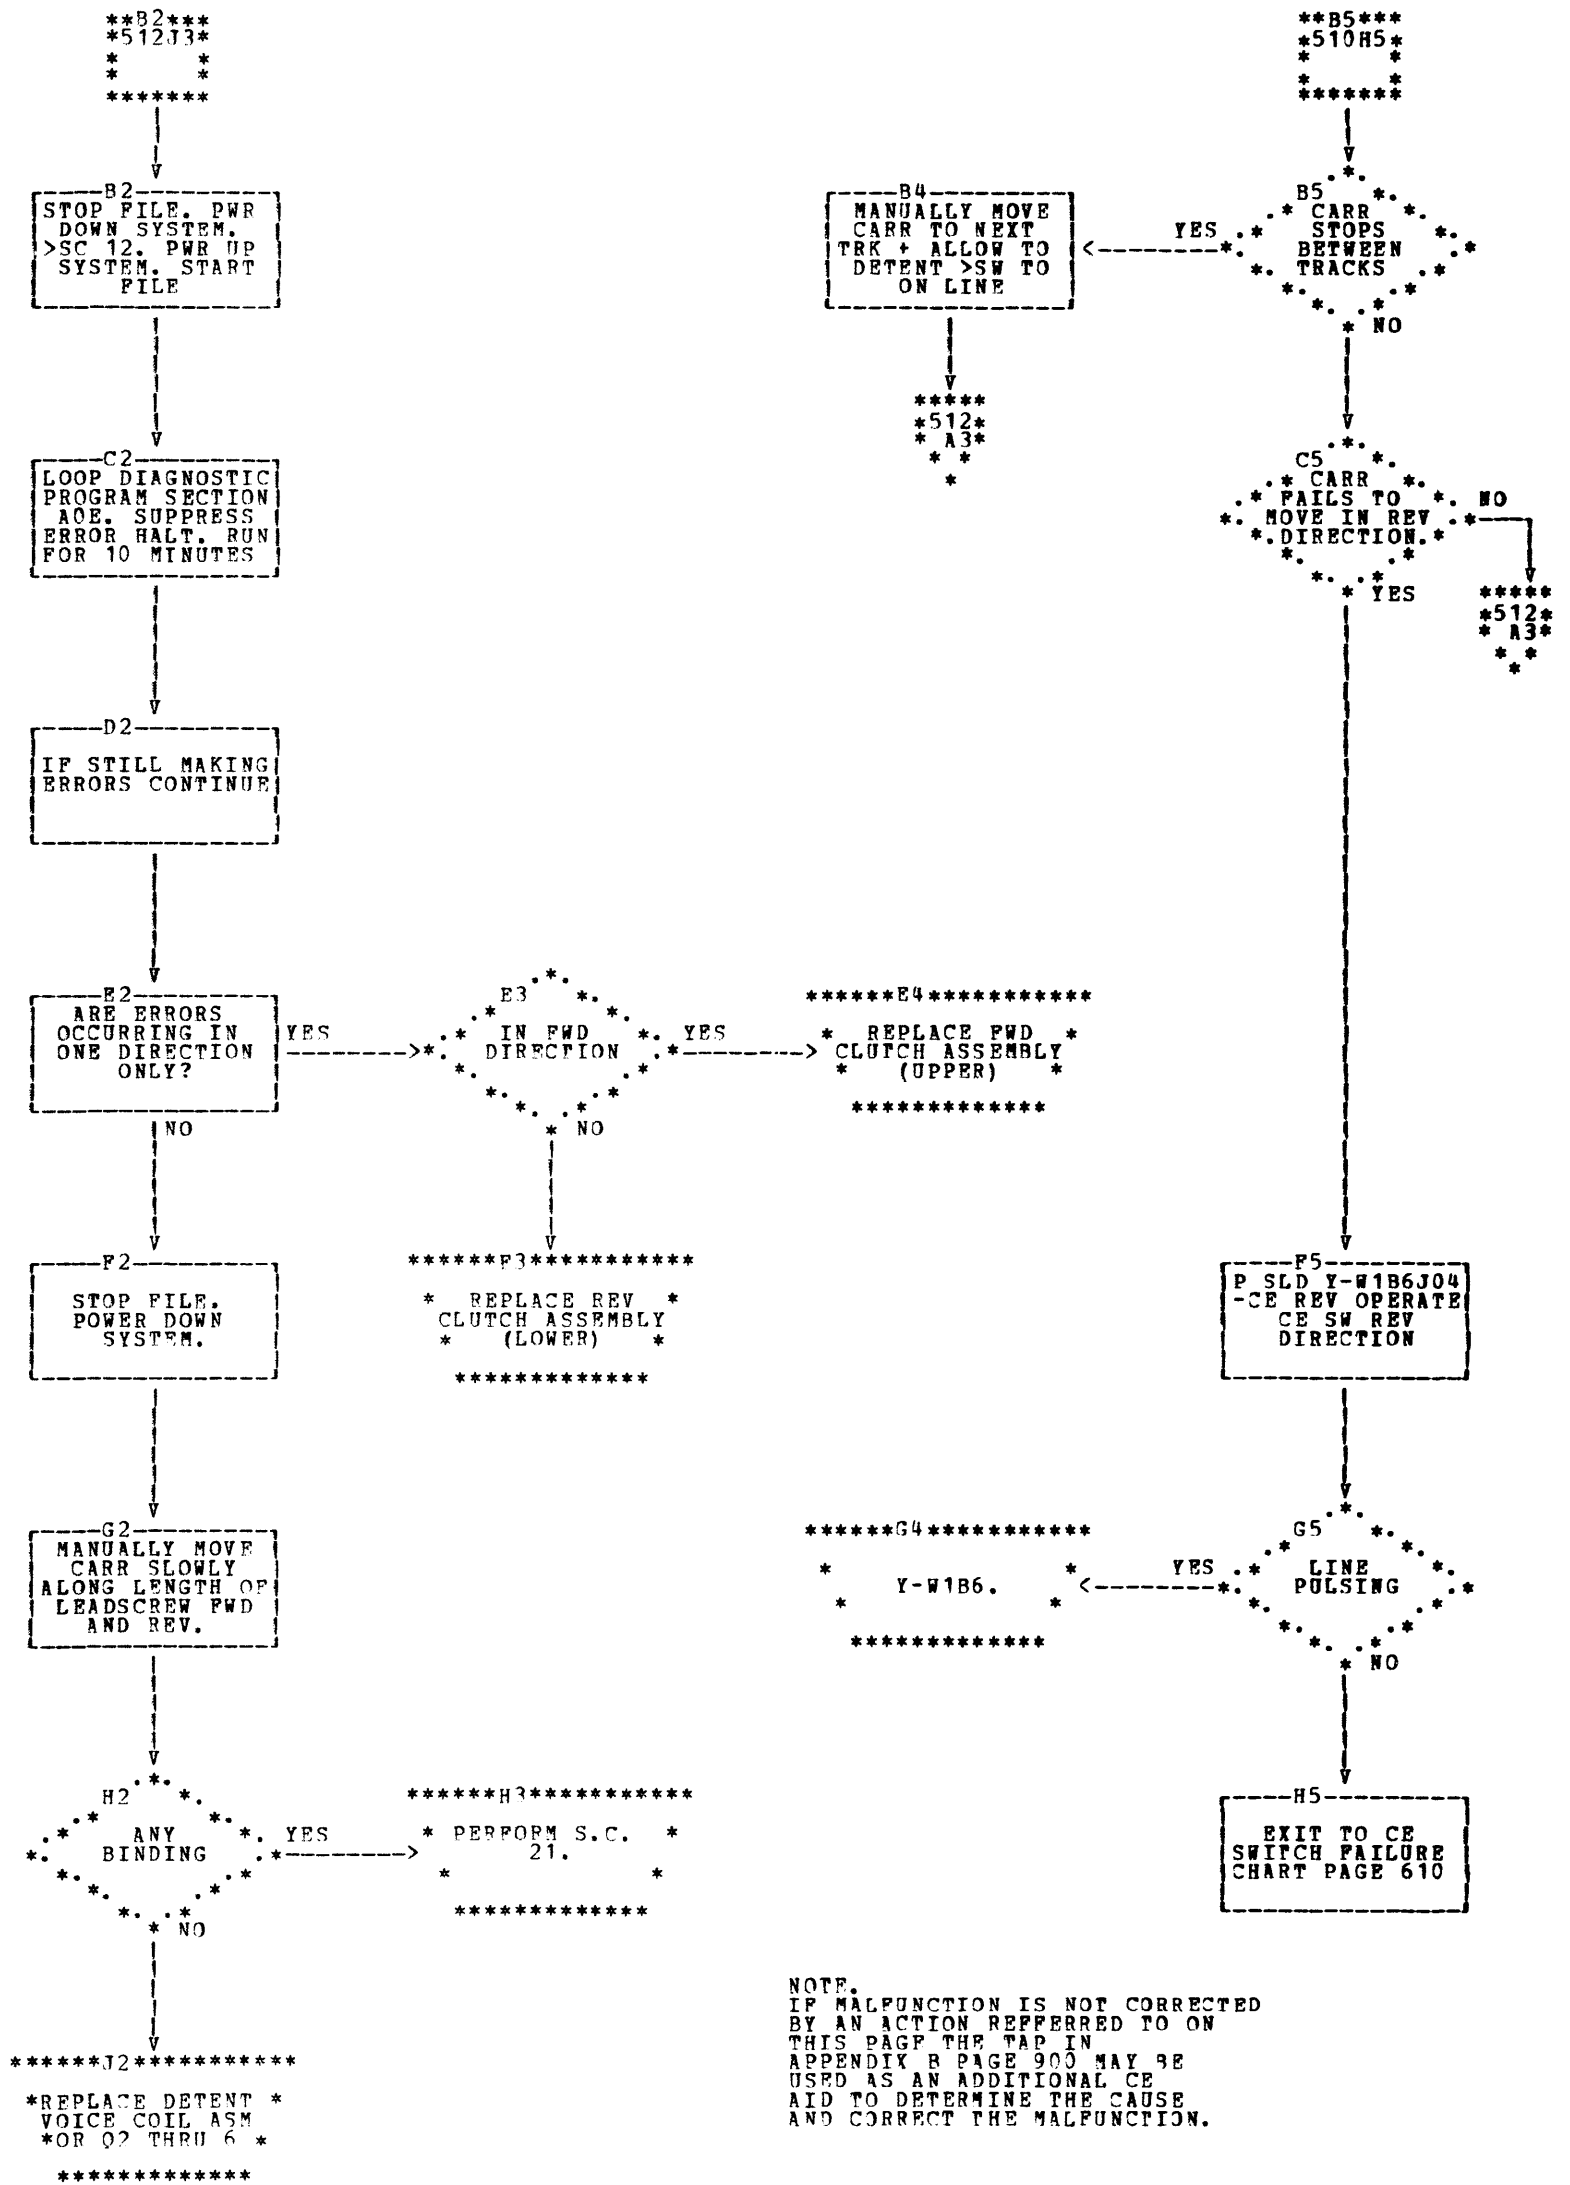 **B2***
*512J3*
* *
* *
*******
B2
STOP FILE. PWR
DOWN SYSTEM.
>SC 12. PWR UP
SYSTEM. START
FILE
C2
LOOP DIAGNOSTIC
PROGRAM SECTION
A0E. SUPPRESS
ERROR HALT. RUN
FOR 10 MINUTES
D2
IF STILL MAKING
ERRORS CONTINUE
E2
ARE ERRORS
OCCURRING IN
ONE DIRECTION
ONLY?
YES
NO
E3
IN FWD
DIRECTION
YES
NO
******E4***********
* REPLACE FWD *
CLUTCH ASSEMBLY
* (UPPER) *
*************
F2
STOP FILE.
POWER DOWN
SYSTEM.
******F3***********
* REPLACE REV *
CLUTCH ASSEMBLY
* (LOWER) *
*************
G2
MANUALLY MOVE
CARR SLOWLY
ALONG LENGTH OF
LEADSCREW FWD
AND REV.
H2
ANY
BINDING
YES
NO
******H3***********
* PERFORM S.C. *
21.
* *
*************
******J2***********
*REPLACE DETENT *
VOICE COIL ASM
*OR Q2 THRU 6 *
*************
**B5***
*510H5*
* *
* *
*******
B5
CARR
STOPS
BETWEEN
TRACKS
YES
NO
B4
MANUALLY MOVE
CARR TO NEXT
TRK + ALLOW TO
DETENT >SW TO
ON LINE
*****
*512*
* A3*
* *
*
C5
CARR
FAILS TO
MOVE IN REV
DIRECTION.
NO
YES
*****
*512*
* A3*
* *
*
F5
P SLD Y-W1B6J04
-CE REV OPERATE
CE SW REV
DIRECTION
G5
LINE
PULSING
YES
NO
******G4***********
* *
Y-W1B6.
* *
*************
H5
EXIT TO CE
SWITCH FAILURE
CHART PAGE 610
NOTE.
IF MALFUNCTION IS NOT CORRECTED
BY AN ACTION REFFERRED TO ON
THIS PAGE THE TAP IN
APPENDIX B PAGE 900 MAY BE
USED AS AN ADDITIONAL CE
AID TO DETERMINE THE CAUSE
AND CORRECT THE MALFUNCTION.